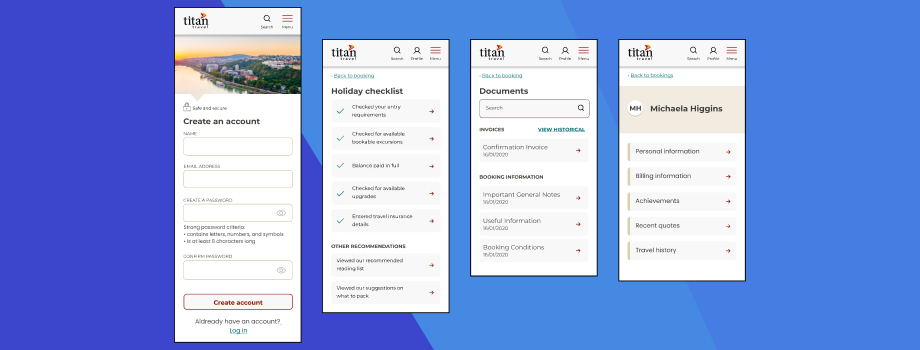 titan
travel
Search
Menu
Safe and secure
Create an account
NAME
EMAIL ADDRESS
CREATE A PASSWORD
Strong password criteria:
• contains letters, numbers, and symbols
• is at least 8 characters long
CONFIRM PASSWORD
Create account
Aldready have an account?
Log in
titan
travel
Search
Profile
Menu
‹ Back to booking
Holiday checklist
Checked your entry
requirements
Checked for available
bookable excursions
Balance paid in full
Checked for available
upgrades
Entered travel insurance
details
OTHER RECOMMENDATIONS
Viewed our recommended
reading list
Viewed our suggestions on
what to pack
titan
travel
Search
Profile
Menu
‹ Back to booking
Documents
Search
INVOICES
VIEW HISTORICAL
Confirmation Invoice
16/01/2020
BOOKING INFORMATION
Important General Notes
16/01/2020
Useful Information
16/01/2020
Booking Conditions
16/01/2020
titan
travel
Search
Profile
Menu
‹ Back to bookings
MH
Michaela Higgins
Personal information
Billing information
Achievements
Recent quotes
Travel history